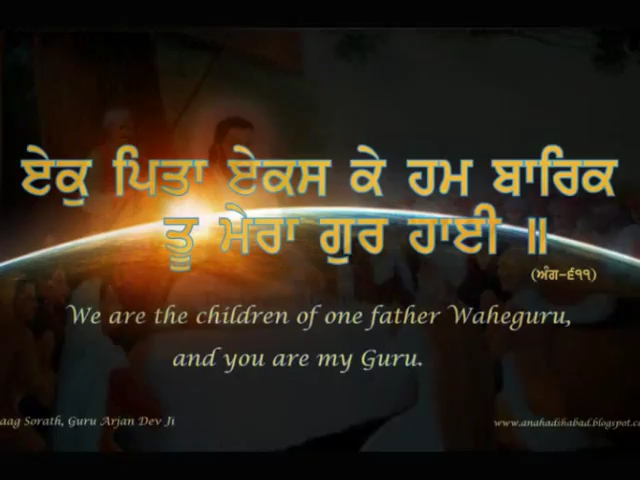 ਏਕੁ ਪਿਤਾ ਏਕਸ ਕੇ ਹਮ ਬਾਰਿਕ
ਤੂ ਮੇਰਾ ਗੁਰ ਹਾਈ ॥
(ਅੰਗ-੬੧੧)
We are the children of one father Waheguru,
and you are my Guru.
aag Sorath, Guru Arjan Dev Ji
www.anahadshabad.blogspot.c